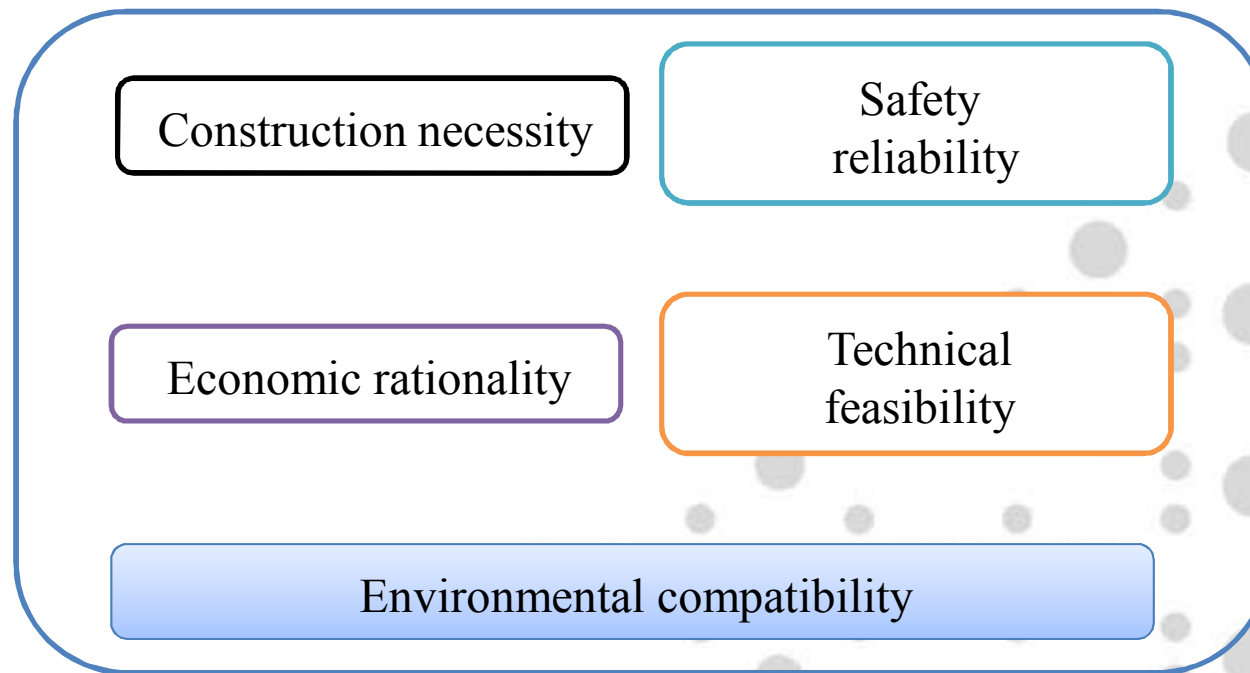 Construction necessity
Safety
reliability
Economic rationality
Technical
feasibility
Environmental compatibility